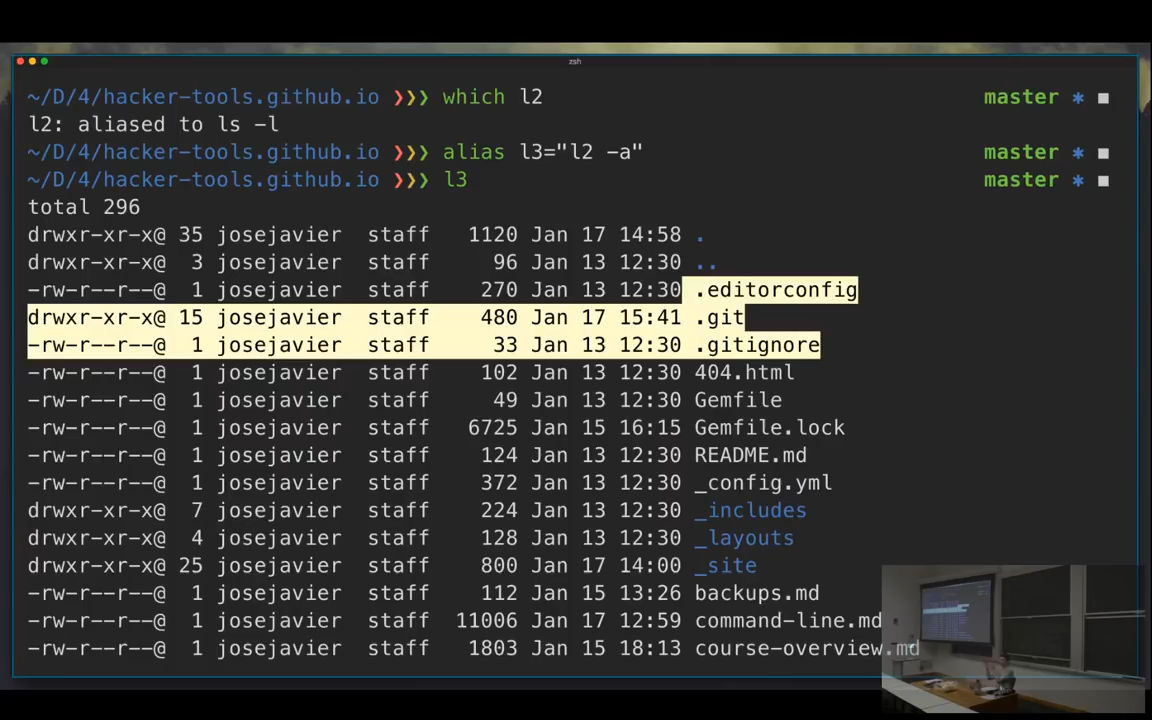 zsh
~/D/4/hacker-tools.github.io ❯❯❯ which l2 master ✱ ◼
l2: aliased to ls -l
~/D/4/hacker-tools.github.io ❯❯❯ alias l3="l2 -a" master ✱ ◼
~/D/4/hacker-tools.github.io ❯❯❯ l3 master ✱ ◼
total 296
drwxr-xr-x@ 35 josejavier staff 1120 Jan 17 14:58 .
drwxr-xr-x@ 3 josejavier staff 96 Jan 13 12:30 ..
-rw-r--r--@ 1 josejavier staff 270 Jan 13 12:30 .editorconfig
drwxr-xr-x@ 15 josejavier staff 480 Jan 17 15:41 .git
-rw-r--r--@ 1 josejavier staff 33 Jan 13 12:30 .gitignore
-rw-r--r--@ 1 josejavier staff 102 Jan 13 12:30 404.html
-rw-r--r--@ 1 josejavier staff 49 Jan 13 12:30 Gemfile
-rw-r--r--@ 1 josejavier staff 6725 Jan 15 16:15 Gemfile.lock
-rw-r--r--@ 1 josejavier staff 124 Jan 13 12:30 README.md
-rw-r--r--@ 1 josejavier staff 372 Jan 13 12:30 _config.yml
drwxr-xr-x@ 7 josejavier staff 224 Jan 13 12:30 _includes
drwxr-xr-x@ 4 josejavier staff 128 Jan 13 12:30 _layouts
drwxr-xr-x@ 25 josejavier staff 800 Jan 17 14:00 _site
-rw-r--r--@ 1 josejavier staff 112 Jan 15 13:26 backups.md
-rw-r--r--@ 1 josejavier staff 11006 Jan 17 12:59 command-line.md
-rw-r--r--@ 1 josejavier staff 1803 Jan 15 18:13 course-overview.md